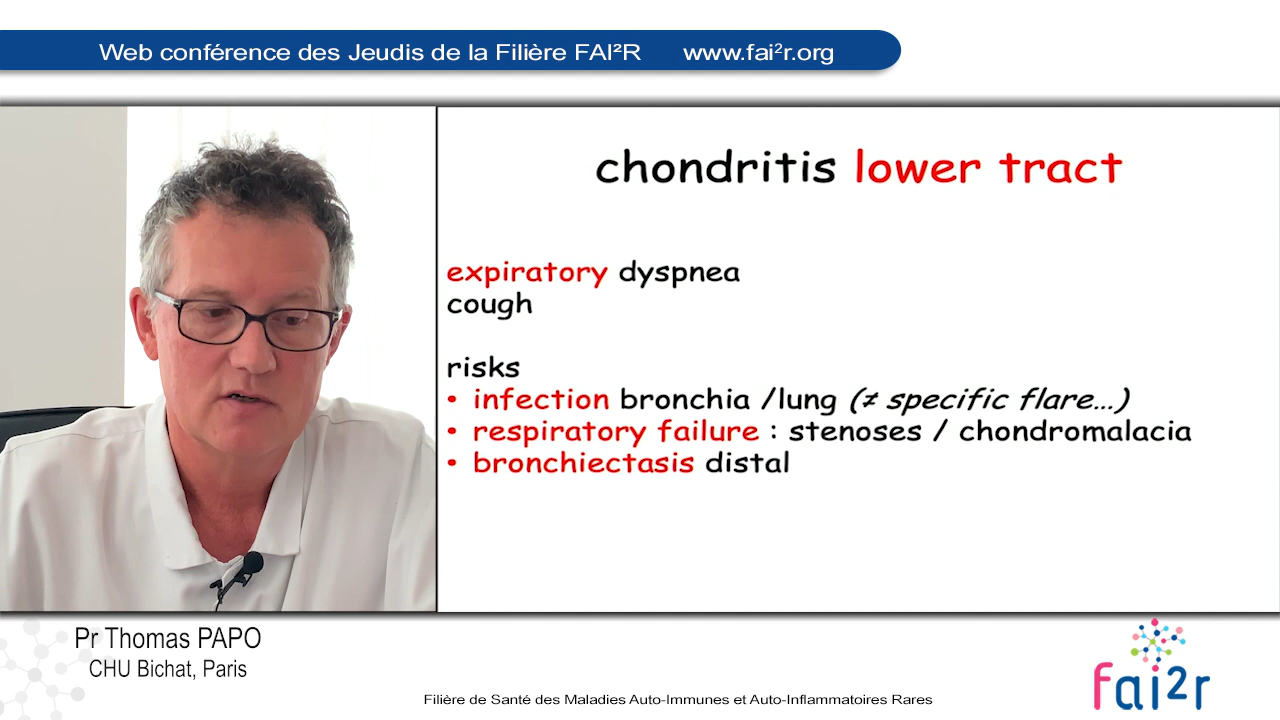 Web conférence des Jeudis de la Filière FAI²R www.fai²r.org
chondritis lower tract
expiratory dyspnea
cough
risks
• infection bronchia /lung (≠ specific flare...)
• respiratory failure : stenoses / chondromalacia
• bronchiectasis distal
Pr Thomas PAPO
CHU Bichat, Paris
Filière de Santé des Maladies Auto-Immunes et Auto-Inflammatoires Rares
fai2r